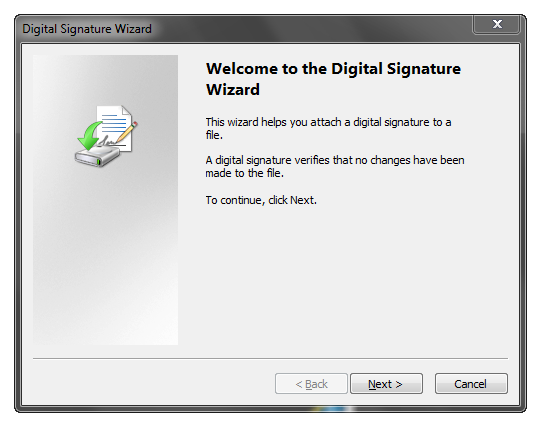 Digital Signature Wizard
Welcome to the Digital Signature
Wizard
This wizard helps you attach a digital signature to a
file.
A digital signature verifies that no changes have been
made to the file.
To continue, click Next.
< Back
Next >
Cancel